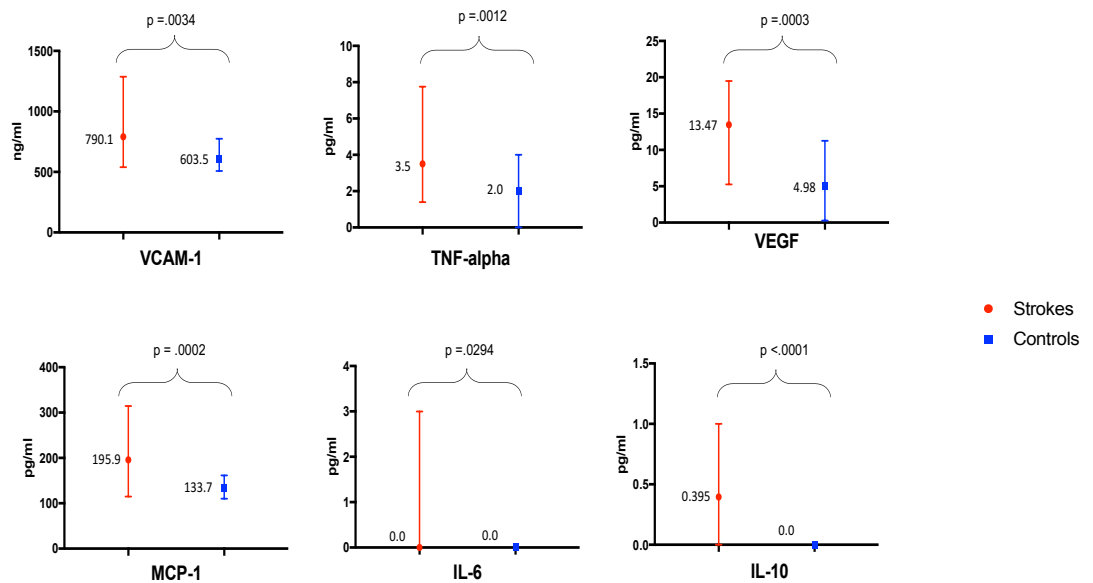 p =.0034
1500
1000
500
0
ng/ml
790.1
603.5
VCAM-1
p =.0012
10
8
6
4
2
0
pg/ml
3.5
2.0
TNF-alpha
p =.0003
25
20
15
10
5
0
pg/ml
13.47
4.98
VEGF
Strokes
Controls
p = .0002
400
300
200
100
0
pg/ml
195.9
133.7
MCP-1
p =.0294
4
3
2
1
0
pg/ml
0.0
0.0
IL-6
p <.0001
1.5
1.0
0.5
0.0
pg/ml
0.395
0.0
IL-10